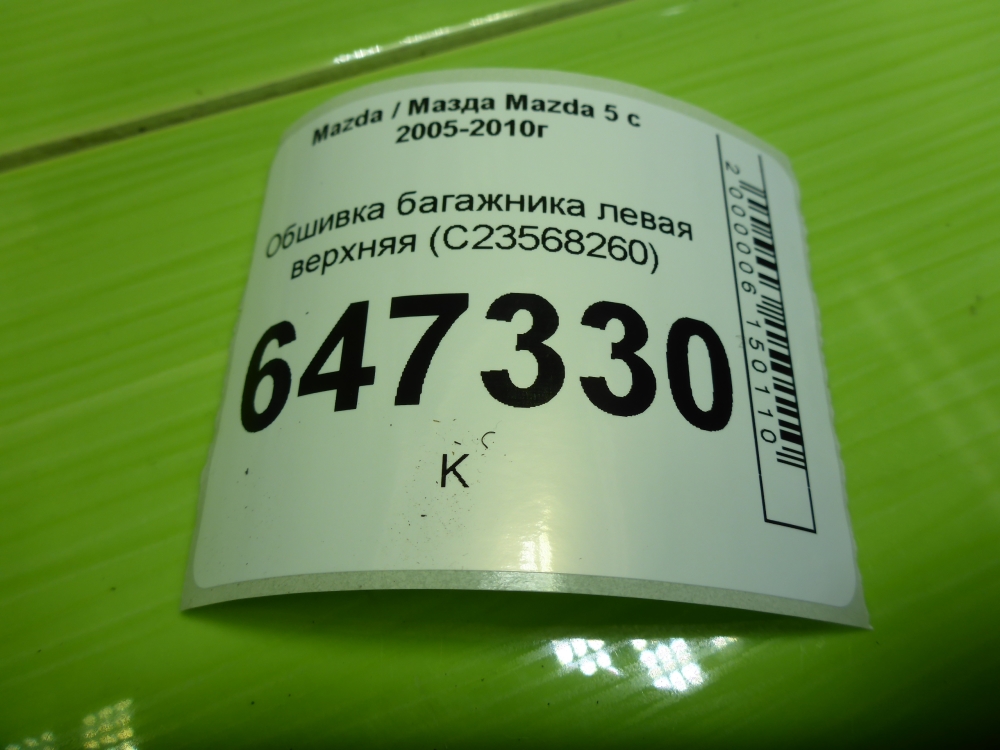 Mazda / Мазда Mazda 5 с
2005-2010г
Обшивка багажника левая
верхняя (C23568260)
647330
К
2000006150110